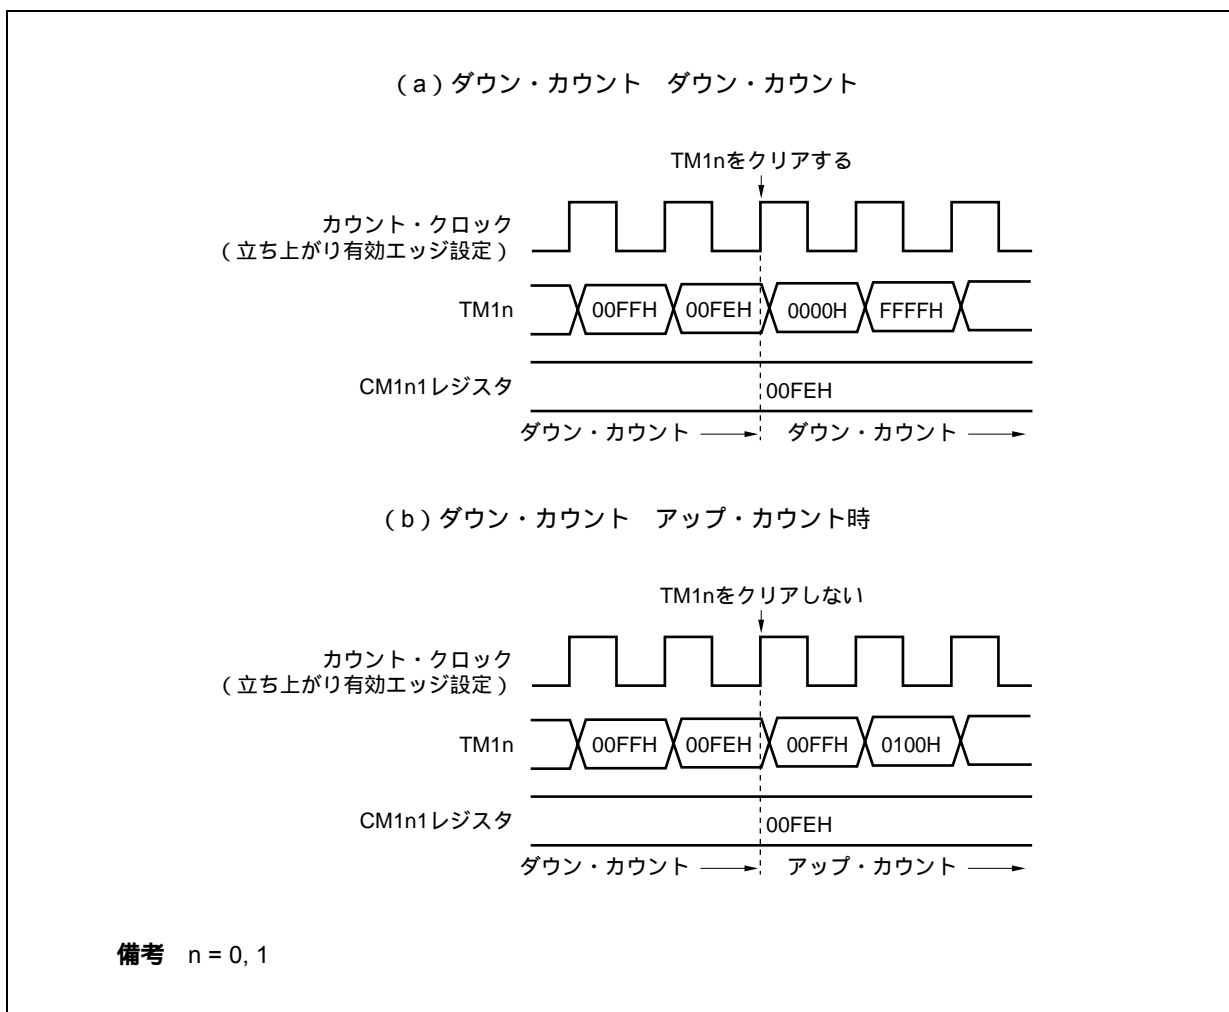 (a)ダウン・カウント　ダウン・カウント
TM1nをクリアする
カウント・クロック
(立ち上がり有効エッジ設定)
TM1n
00FFH
00FEH
0000H
FFFFH
CM1n1レジスタ
00FEH
ダウン・カウント
ダウン・カウント
(b)ダウン・カウント　アップ・カウント時
TM1nをクリアしない
カウント・クロック
(立ち上がり有効エッジ設定)
TM1n
00FFH
00FEH
00FFH
0100H
CM1n1レジスタ
00FEH
ダウン・カウント
アップ・カウント
備考　n = 0, 1